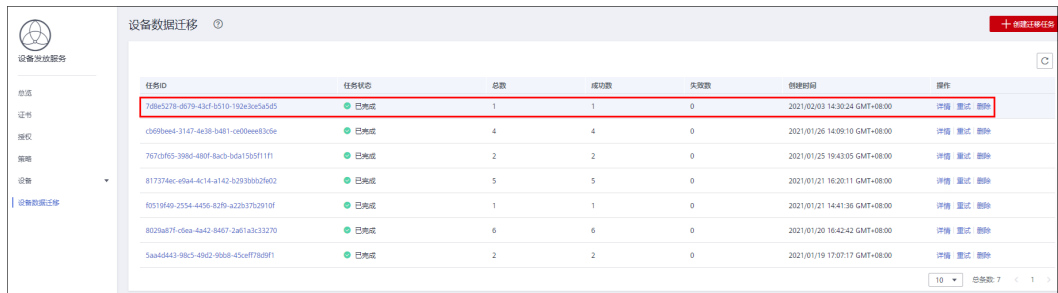 设备发放服务
总览
证书
授权
策略
设备
设备数据迁移
设备数据迁移 ?
十 创建迁移任务
C
任务ID 任务状态 总数 成功数 失败数 创建时间 操作
7d8e5278-d679-43cf-b510-192e3ce5a5d5 已完成 1 1 0 2021/02/03 14:30:24 GMT+08:00 详情 重试 删除
cb69bee4-3147-4e38-b481-ce00eee83c6e 已完成 4 4 0 2021/01/26 14:09:10 GMT+08:00 详情 重试 删除
767cbf65-398d-480f-8acb-bda15b5f11f1 已完成 2 2 0 2021/01/25 19:43:05 GMT+08:00 详情 重试 删除
817374ec-e9a4-4c14-a142-b293bbb2fe02 已完成 5 5 0 2021/01/21 16:20:11 GMT+08:00 详情 重试 删除
f0519f49-2554-4456-82f9-a22b37b2910f 已完成 1 1 0 2021/01/21 14:41:36 GMT+08:00 详情 重试 删除
8029a87f-c6ea-4a42-8467-2a61a3c33270 已完成 6 6 0 2021/01/20 16:42:42 GMT+08:00 详情 重试 删除
5aa4d443-98c5-49d2-9bb8-45ceff78d9f1 已完成 2 2 0 2021/01/19 17:07:17 GMT+08:00 详情 重试 删除
10 总条数: 7 < 1 >